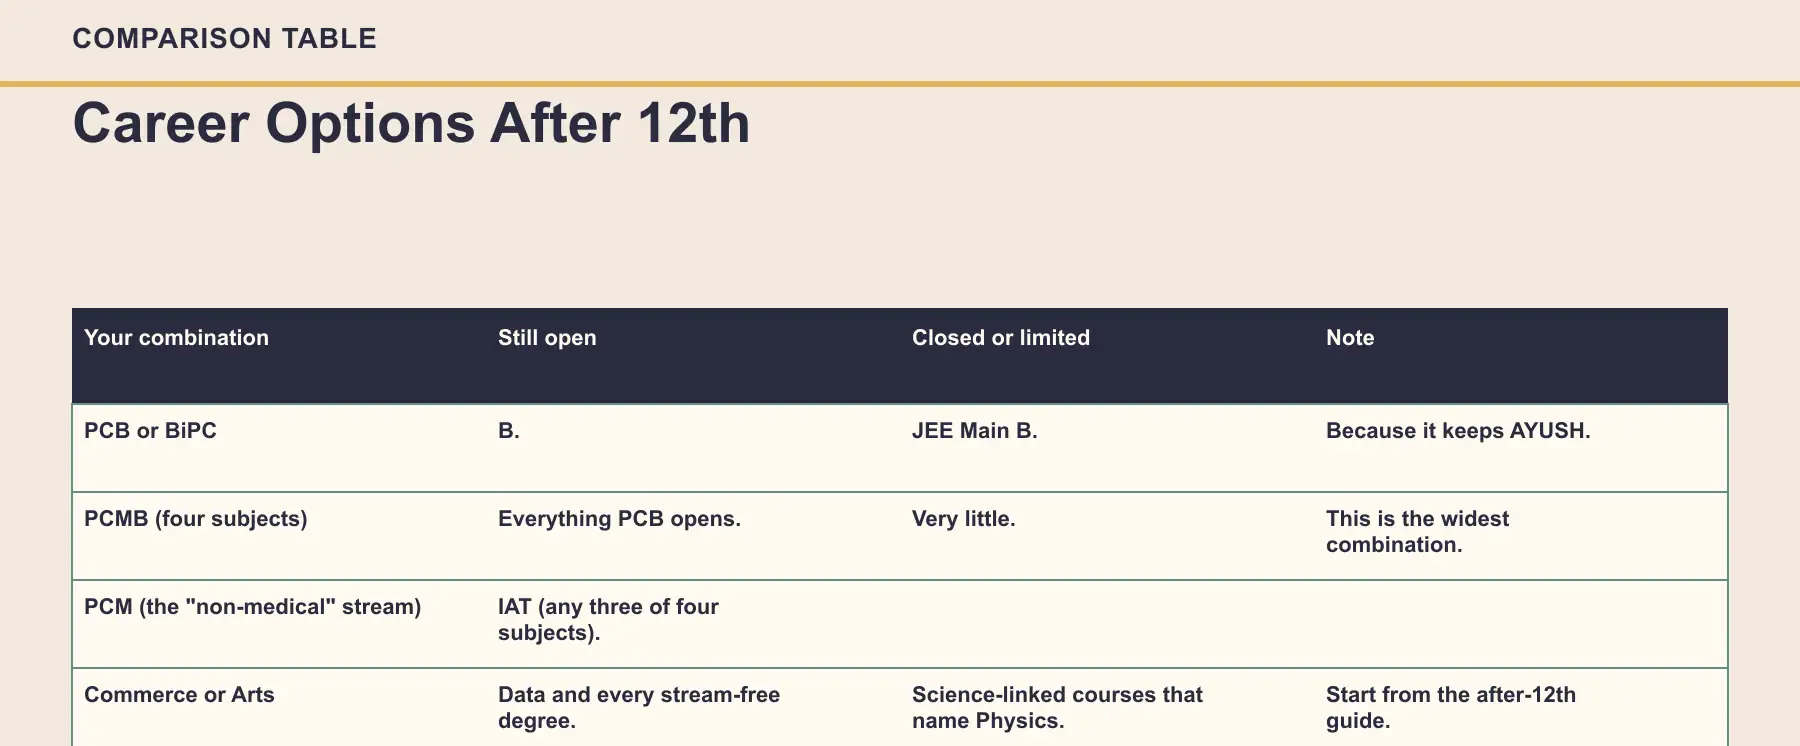 COMPARISON TABLE
Career Options After 12th
Your combination Still open Closed or limited Note
PCB or BiPC B. JEE Main B. Because it keeps AYUSH.
PCMB (four subjects) Everything PCB opens. Very little. This is the widest
combination.
PCM (the "non-medical" stream) IAT (any three of four
subjects).
Commerce or Arts Data and every stream-free Science-linked courses that Start from the after-12th
degree. name Physics. guide.